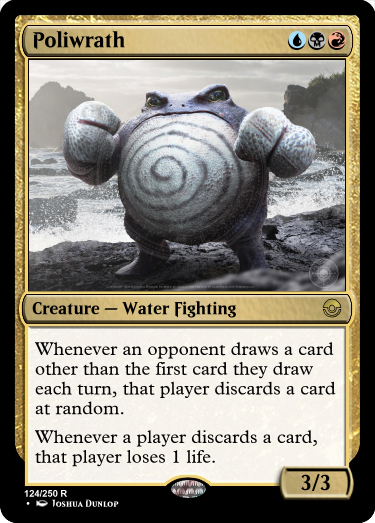 Poliwrath
Creature — Water Fighting
Whenever an opponent draws a card
other than the first card they draw
each turn, that player discards a card
at random.
Whenever a player discards a card,
that player loses 1 life.
3/3
124/250 R
• Joshua Dunlop